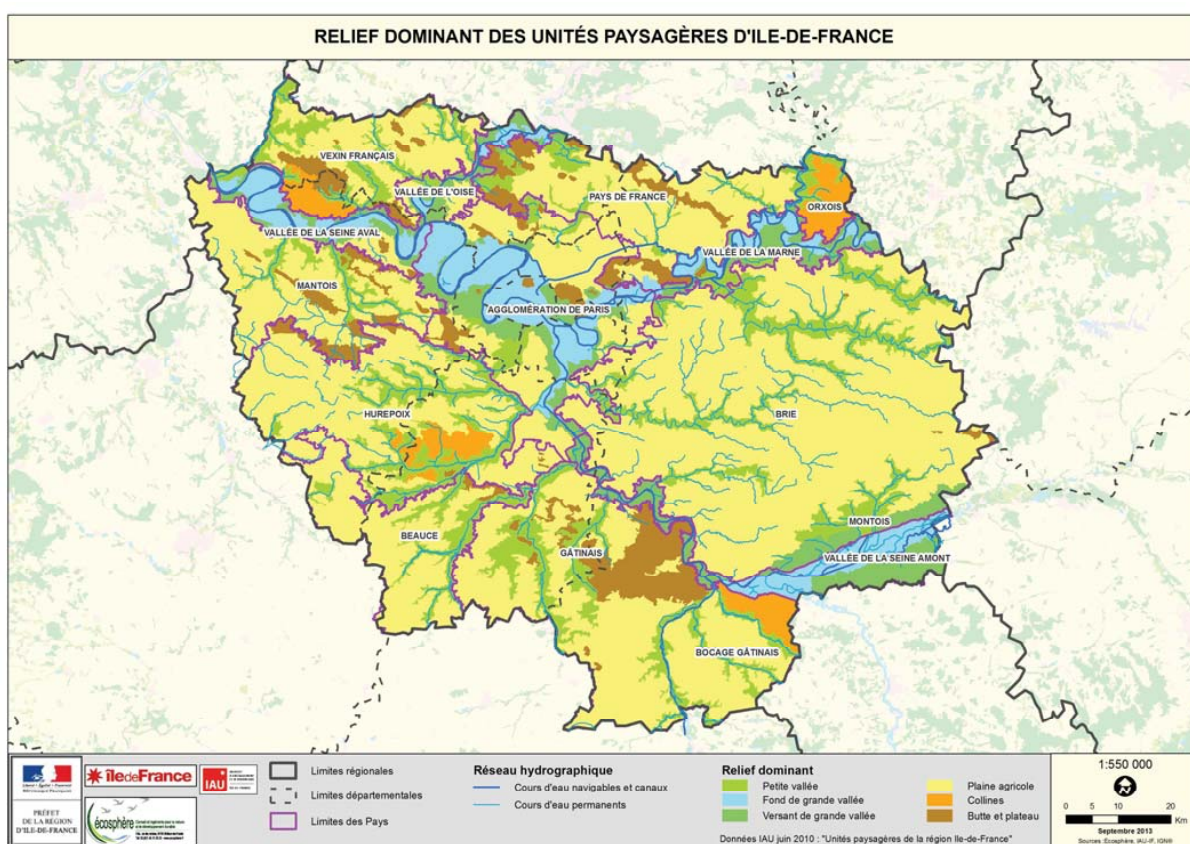 RELIEF DOMINANT DES UNITÉS PAYSAGÈRES D'ILE-DE-FRANCE
VEXIN FRANÇAIS
VALLÉE DE L'OISE
PAYS DE FRANCE
ORXOIS
VALLÉE DE LA SEINE AVAL
VALLÉE DE LA MARNE
MANTOIS
AGGLOMÉRATION DE PARIS
HUREPOIX
BRIE
MONTOIS
BEAUCE
GÂTINAIS
VALLÉE DE LA SEINE AMONT
BOCAGE GÂTINAIS
PRÉFET
DE LA RÉGION
D'ILE-DE-FRANCE
îledeFrance
IAU
écosphère
Limites régionales
Limites départementales
Limites des Pays
Réseau hydrographique
Cours d'eau navigables et canaux
Cours d'eau permanents
Relief dominant
Petite vallée
Fond de grande vallée
Versant de grande vallée
Plaine agricole
Collines
Butte et plateau
Données IAU juin 2010 : "Unités paysagères de la région Ile-de-France"
1:550 000
0 5 10 20
Km
Septembre 2013
Sources :Ecosphère, IAU-IF, IGN®